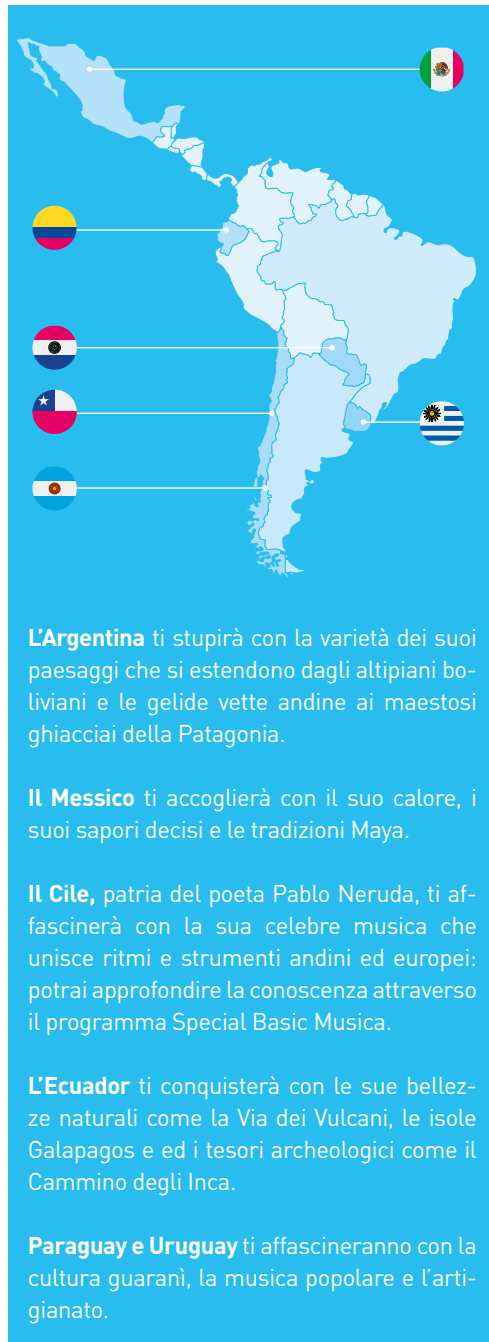 L'Argentina ti stupirà con la varietà dei suoi
paesaggi che si estendono dagli altipiani bo-
liviani e le gelide vette andine ai maestosi
ghiacciai della Patagonia.
Il Messico ti accoglierà con il suo calore, i
suoi sapori decisi e le tradizioni Maya.
Il Cile, patria del poeta Pablo Neruda, ti af-
fascinerà con la sua celebre musica che
unisce ritmi e strumenti andini ed europei:
potrai approfondire la conoscenza attraverso
il programma Special Basic Musica.
L'Ecuador ti conquisterà con le sue bellez-
ze naturali come la Via dei Vulcani, le isole
Galapagos e ed i tesori archeologici come il
Cammino degli Inca.
Paraguay e Uruguay ti affascineranno con la
cultura guaranì, la musica popolare e l'arti-
gianato.